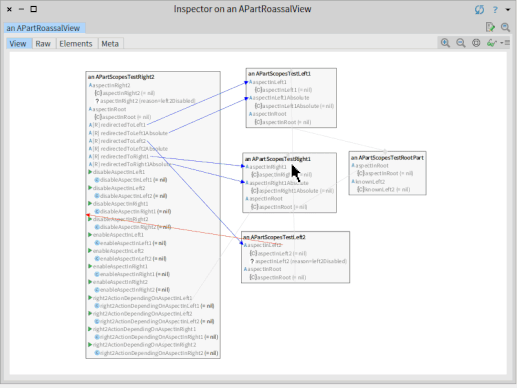 Inspector on an APartRoassalView
an APartRoassalView
View Raw Elements Meta
an APartScopesTestRight2
A aspectInRight2
{C} aspectInRight2 (= nil)
? aspectInRight2 (reason=left2Disabled)
A aspectInRoot
{C} aspectInRoot (= nil)
A [R] redirectedToLeft1
A [R] redirectedToLeft1Absolute
A [R] redirectedToLeft2
A [R] redirectedToLeft2Absolute
A [R] redirectedToRight1
A [R] redirectedToRight1Absolute
disableAspectInLeft1
disableAspectInLeft1 (= nil)
disableAspectInLeft2
disableAspectInLeft2 (= nil)
disableAspectInRight1
disableAspectInRight1 (= nil)
disableAspectInRight2
disableAspectInRight2 (= nil)
enableAspectInLeft1
enableAspectInLeft1 (= nil)
enableAspectInLeft2
enableAspectInLeft2 (= nil)
enableAspectInRight1
enableAspectInRight1 (= nil)
enableAspectInRight2
enableAspectInRight2 (= nil)
right2ActionDependingOnAspectInLeft1
right2ActionDependingOnAspectInLeft1 (= nil)
right2ActionDependingOnAspectInLeft2
right2ActionDependingOnAspectInLeft2 (= nil)
right2ActionDependingOnAspectInRight1
right2ActionDependingOnAspectInRight1 (= nil)
right2ActionDependingOnAspectInRight2
right2ActionDependingOnAspectInRight2 (= nil)
an APartScopesTestLeft1
A aspectInLeft1
{C} aspectInLeft1 (= nil)
A aspectInLeft1Absolute
{C} aspectInLeft1Absolute (= nil)
A aspectInRoot
{C} aspectInRoot (= nil)
an APartScopesTestRight1
A aspectInRight1
{C} aspectInRight1 (= nil)
A aspectInRight1Absolute
{C} aspectInRight1Absolute (= nil)
A aspectInRoot
{C} aspectInRoot (= nil)
an APartScopesTestRootPart
A aspectInRoot
{C} aspectInRoot (= nil)
A knownLeft2
{C} knownLeft2 (= nil)
an APartScopesTestLeft2
A aspectInLeft2
{C} aspectInLeft2 (= nil)
? aspectInLeft2 (reason=left2Disabled)
A aspectInRoot
{C} aspectInRoot (= nil)